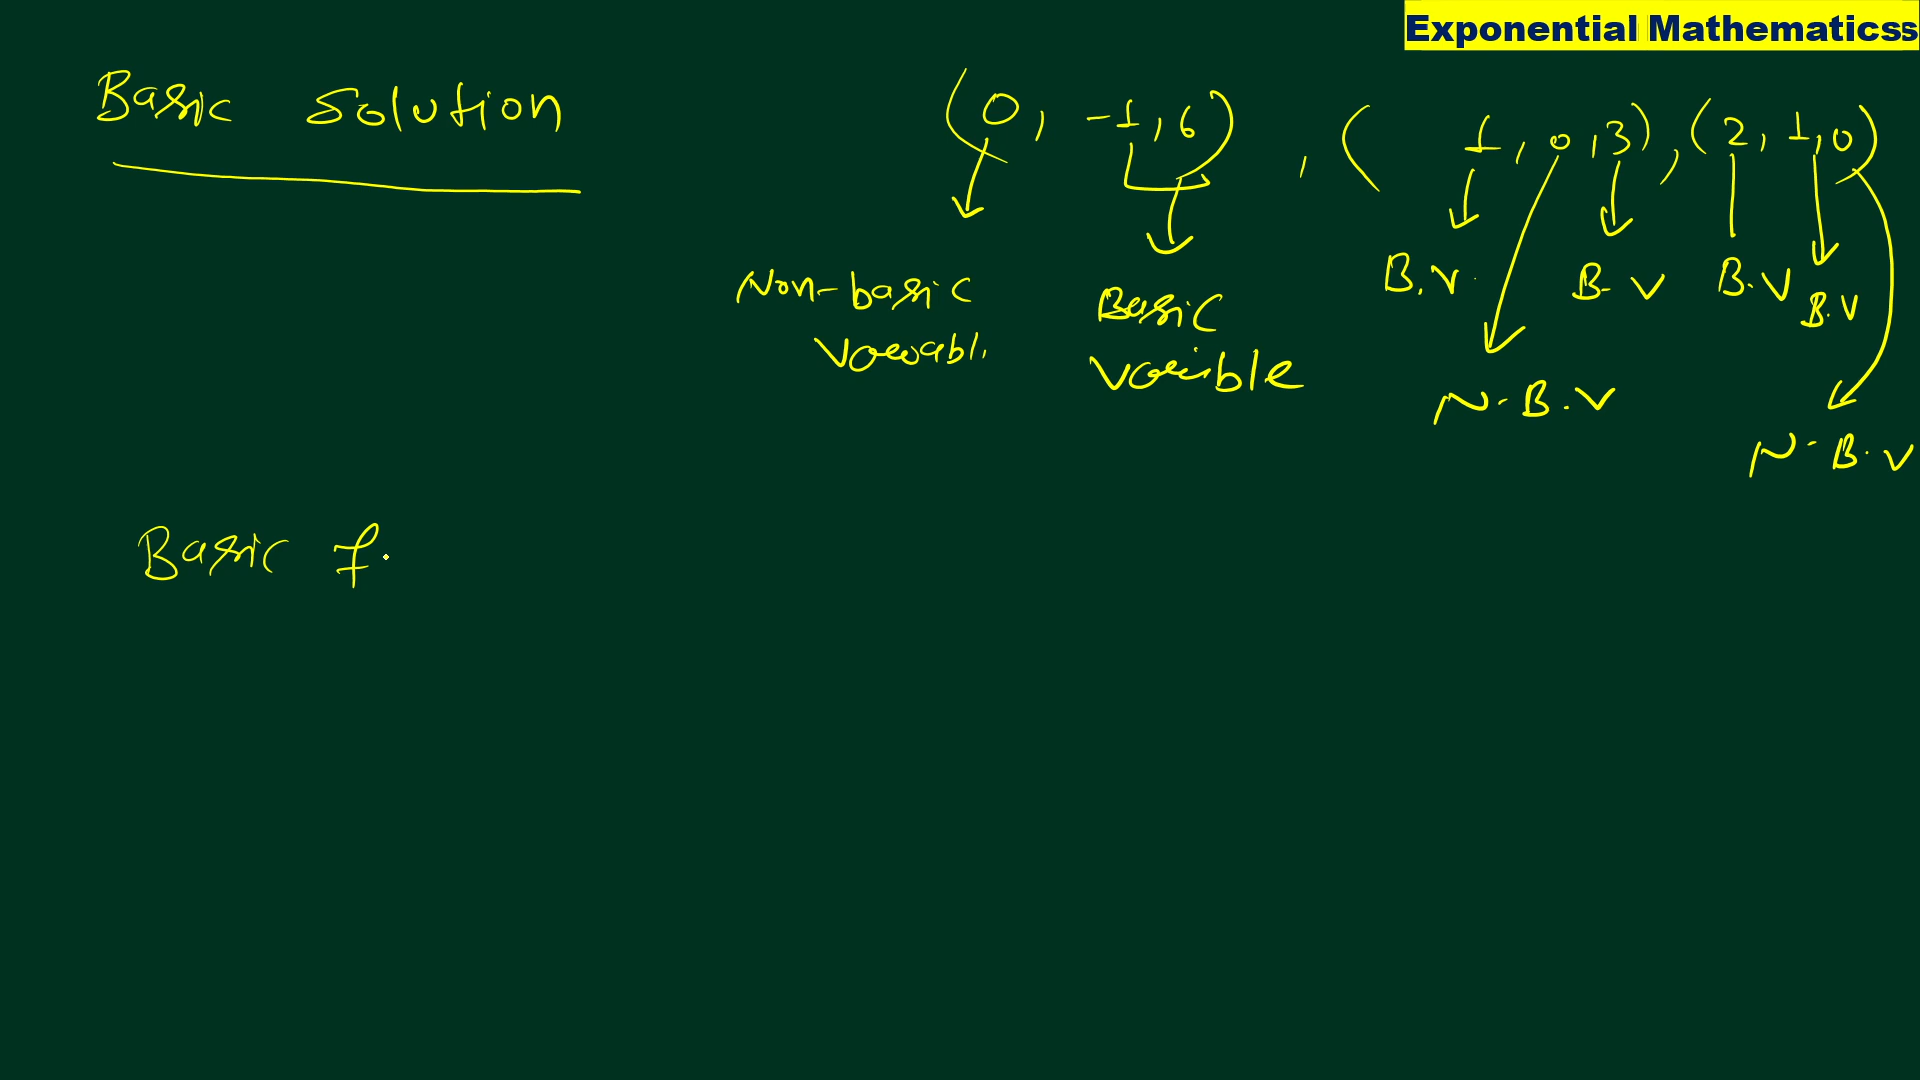 Exponential Mathematicss
Basic Solution
(0, -1, 6), (1, 0, 3), (2, 1, 0)
Non-basic
Basic
variable
B.V.
B.V
B.V
B.V
N.B.V
N-B.V
Basic f